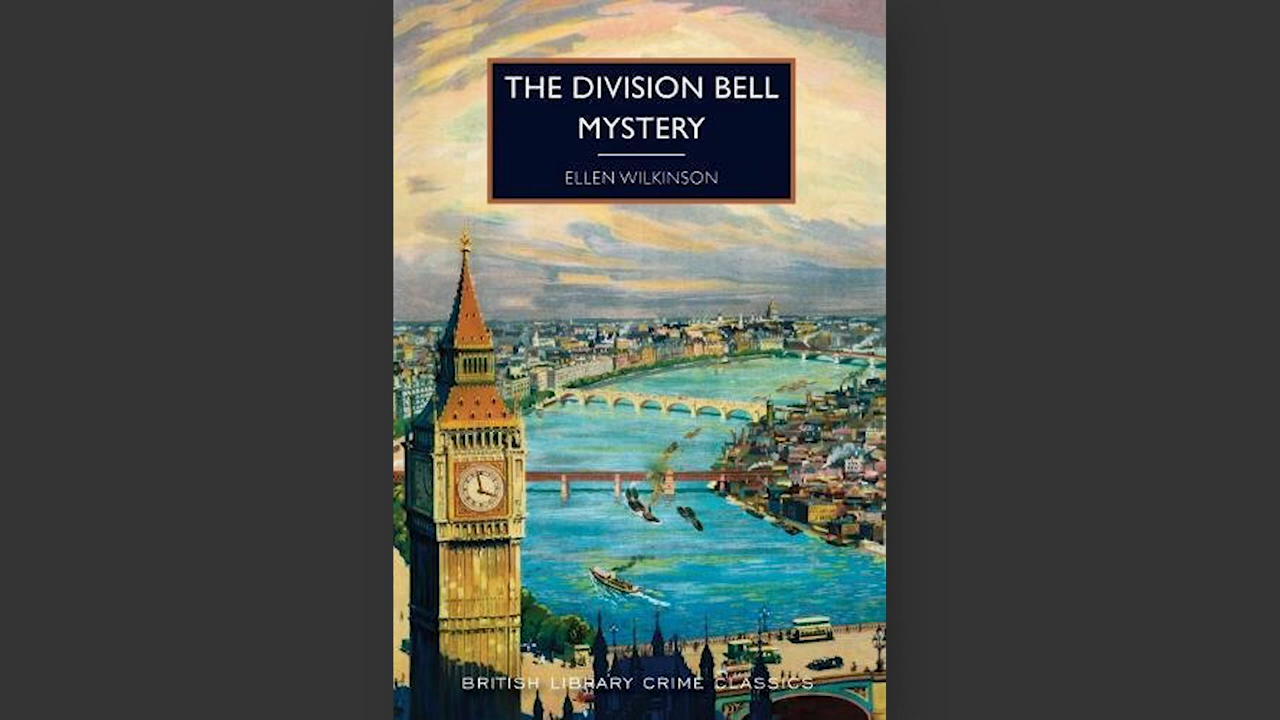 THE DIVISION BELL
MYSTERY
ELLEN WILKINSON
BRITISH LIBRARY CRIME CLASSICS